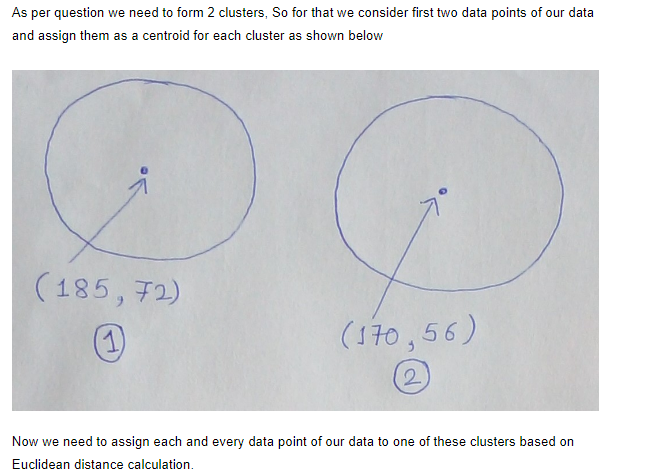 As per question we need to form 2 clusters, So for that we consider first two data points of our data
and assign them as a centroid for each cluster as shown below
(185, 72)
1
(170, 56)
2
Now we need to assign each and every data point of our data to one of these clusters based on
Euclidean distance calculation.